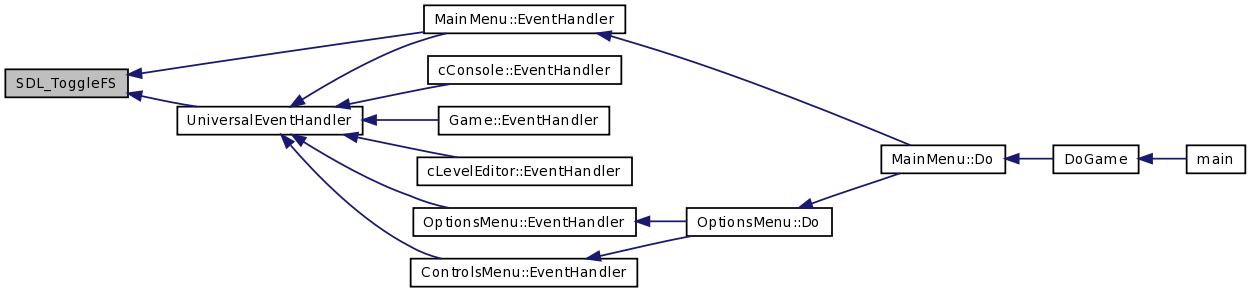 MainMenu::EventHandler
cConsole::EventHandler
SDL_ToggleFS
UniversalEventHandler
Game::EventHandler
MainMenu::Do
DoGame
main
cLevelEditor::EventHandler
OptionsMenu::EventHandler
OptionsMenu::Do
ControlsMenu::EventHandler